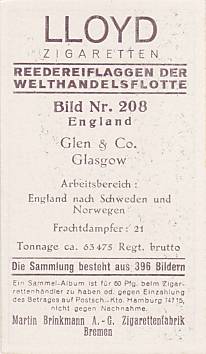 LLOYD
ZIGARETTEN
REEDEREIFLAGGEN DER
WELTHANDELSFLOTTE
Bild Nr. 208
England
Glen & Co.
Glasgow
Arbeitsbereich:
England nach Schweden und
Norwegen
Frachtdampfer: 21
Tonnage ca. 63475 Regt. brutto
Die Sammlung besteht aus 396 Bildern
Ein Sammel-Album ist für 60 Pfg. beim Zigar-
rettenhändler zu haben od. gegen Einzahlung
des Betrages auf Postsch.-Kto. Hamburg 14715,
nicht gegen Nachnahme.
Martin Brinkmann A.-G. Zigarettenfabrik
Bremen